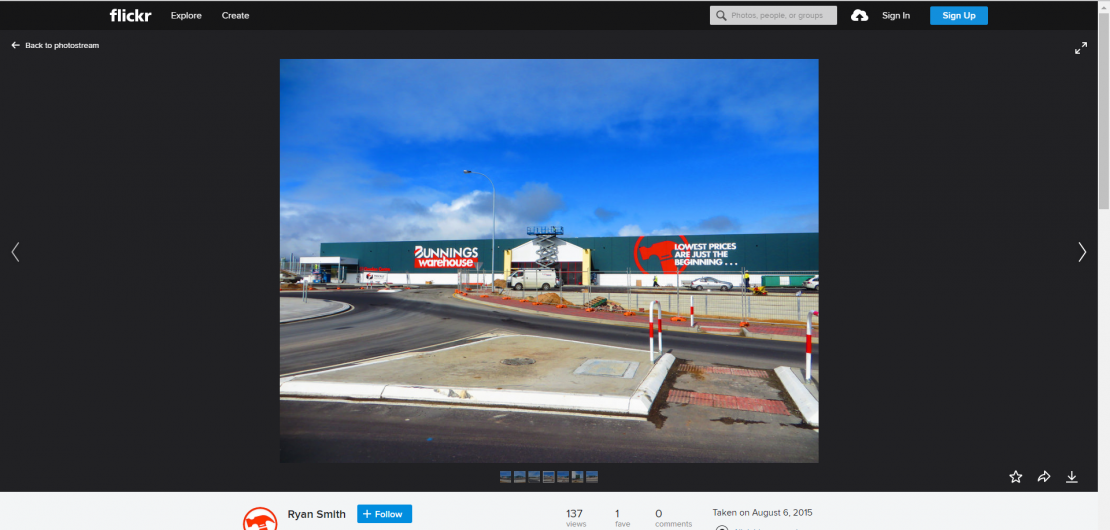 flickr
Explore
Create
Photos, people, or groups
Sign In
Sign Up
Back to photostream
BUNNINGS
warehouse
LOWEST PRICES
ARE JUST THE
BEGINNING...
Ryan Smith
+ Follow
137
views
1
fave
0
comments
Taken on August 6, 2015